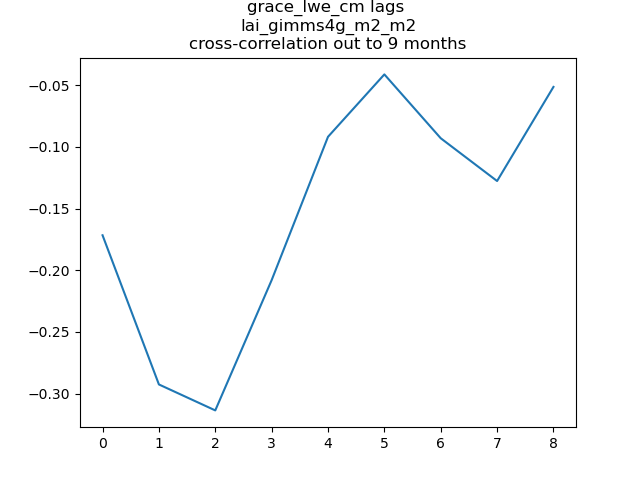 grace_lwe_cm lags
lai_gimms4g_m2_m2
cross-correlation out to 9 months
−0.05
−0.10
−0.15
−0.20
−0.25
−0.30
0 1 2 3 4 5 6 7 8